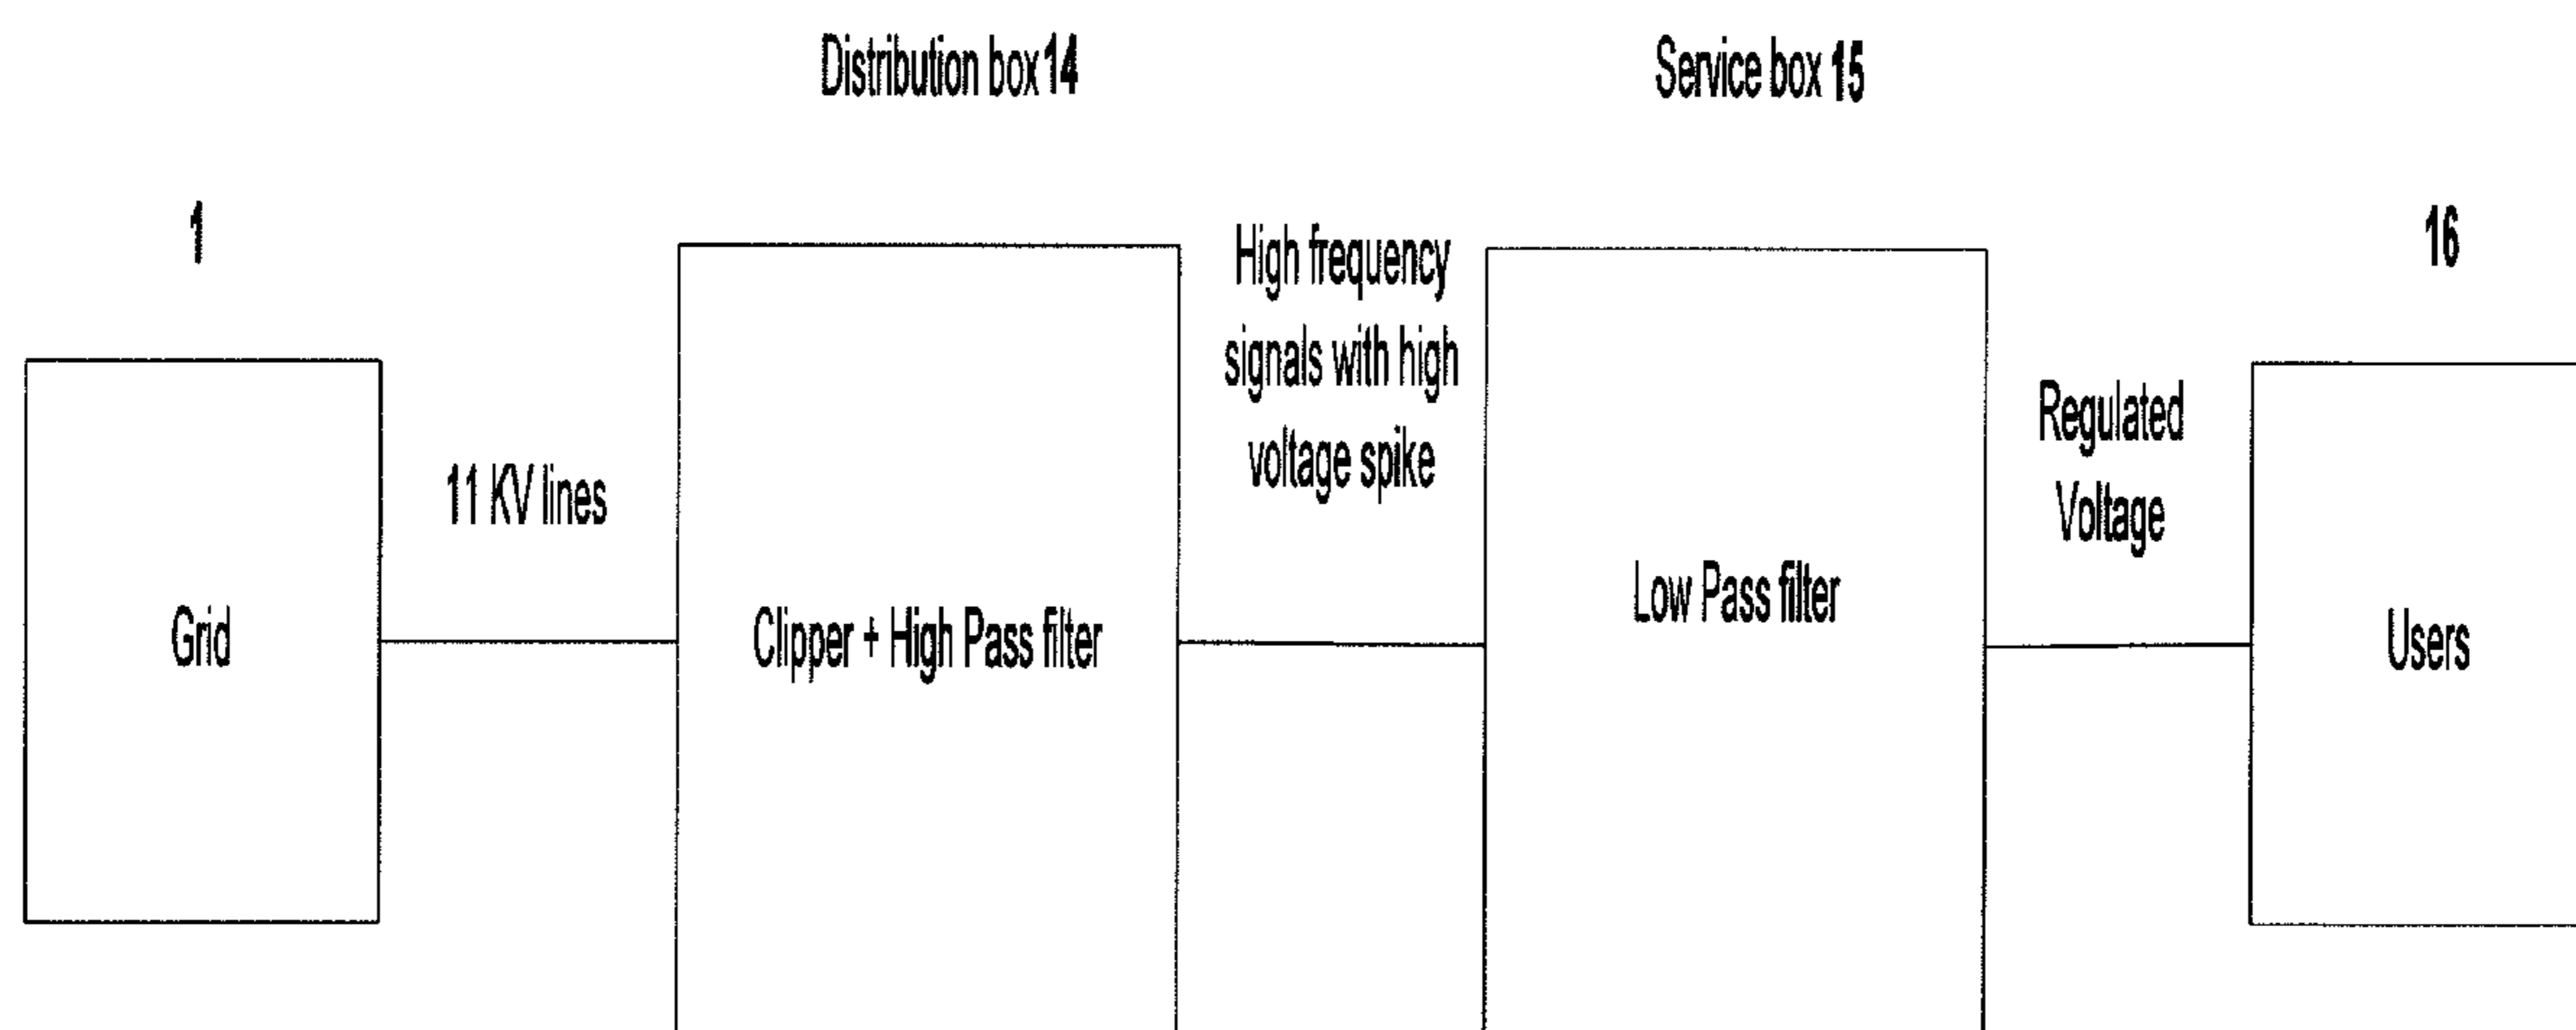 Distribution box 14
Service box 15
1
16
High frequency
signals with high
voltage spike
Regulated
Voltage
11 KV lines
Grid
Clipper + High Pass filter
Low Pass filter
Users